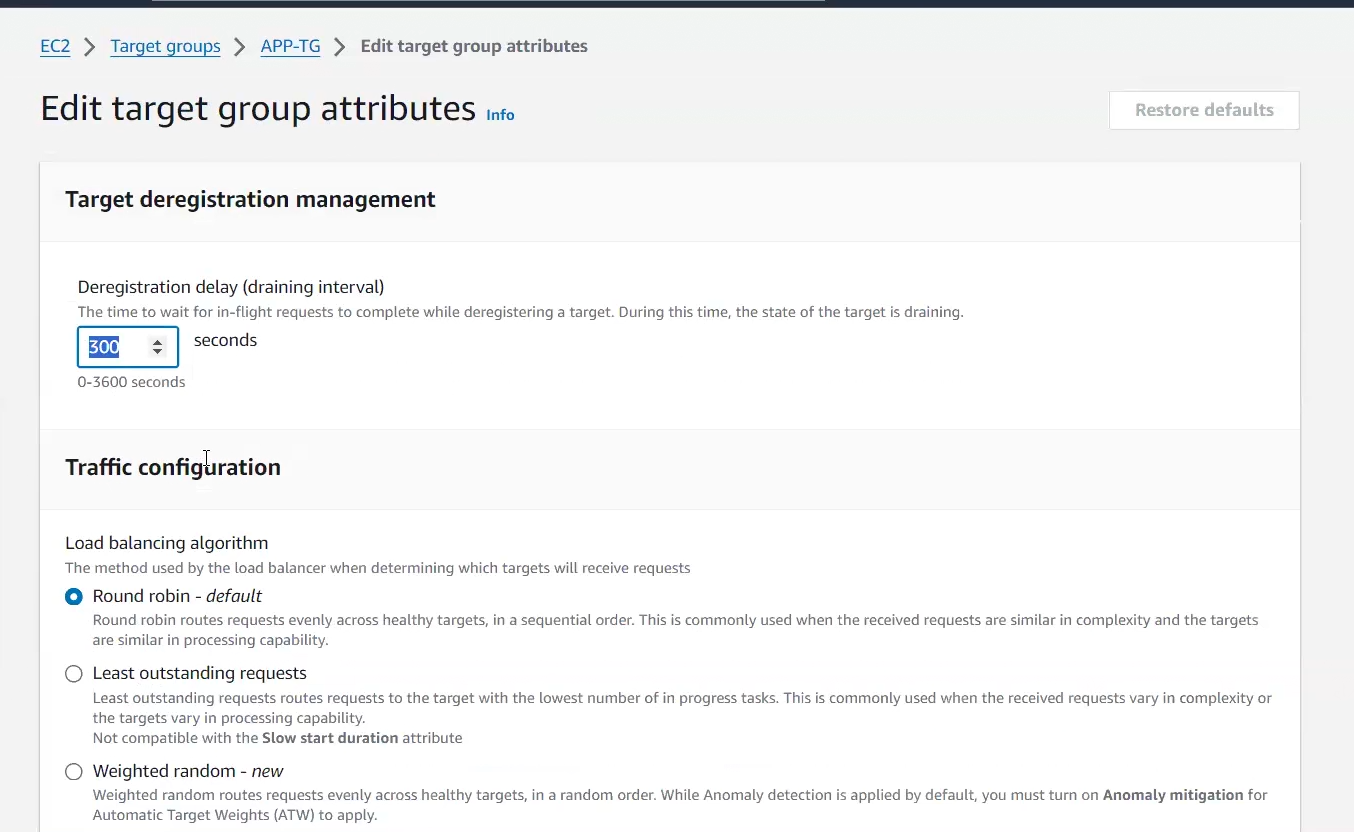 EC2 > Target groups > APP-TG > Edit target group attributes
Edit target group attributes Info
Restore defaults
Target deregistration management
Deregistration delay (draining interval)
The time to wait for in-flight requests to complete while deregistering a target. During this time, the state of the target is draining.
300 seconds
0-3600 seconds
Traffic configuration
Load balancing algorithm
The method used by the load balancer when determining which targets will receive requests
Round robin - default
Round robin routes requests evenly across healthy targets, in a sequential order. This is commonly used when the received requests are similar in complexity and the targets
are similar in processing capability.
Least outstanding requests
Least outstanding requests routes requests to the target with the lowest number of in progress tasks. This is commonly used when the received requests vary in complexity or
the targets vary in processing capability.
Not compatible with the Slow start duration attribute
Weighted random - new
Weighted random routes requests evenly across healthy targets, in a random order. While Anomaly detection is applied by default, you must turn on Anomaly mitigation for
Automatic Target Weights (ATW) to apply.